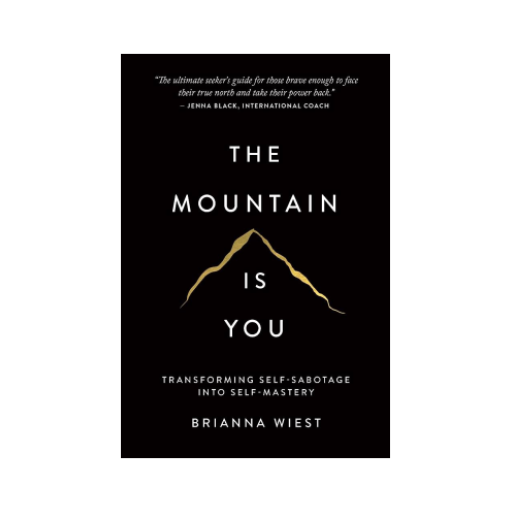 “The ultimate seeker's guide for those brave enough to face
their true north and take their power back.”
– JENNA BLACK, INTERNATIONAL COACH
THE
MOUNTAIN
IS
YOU
TRANSFORMING SELF-SABOTAGE
INTO SELF-MASTERY
BRIANNA WIEST